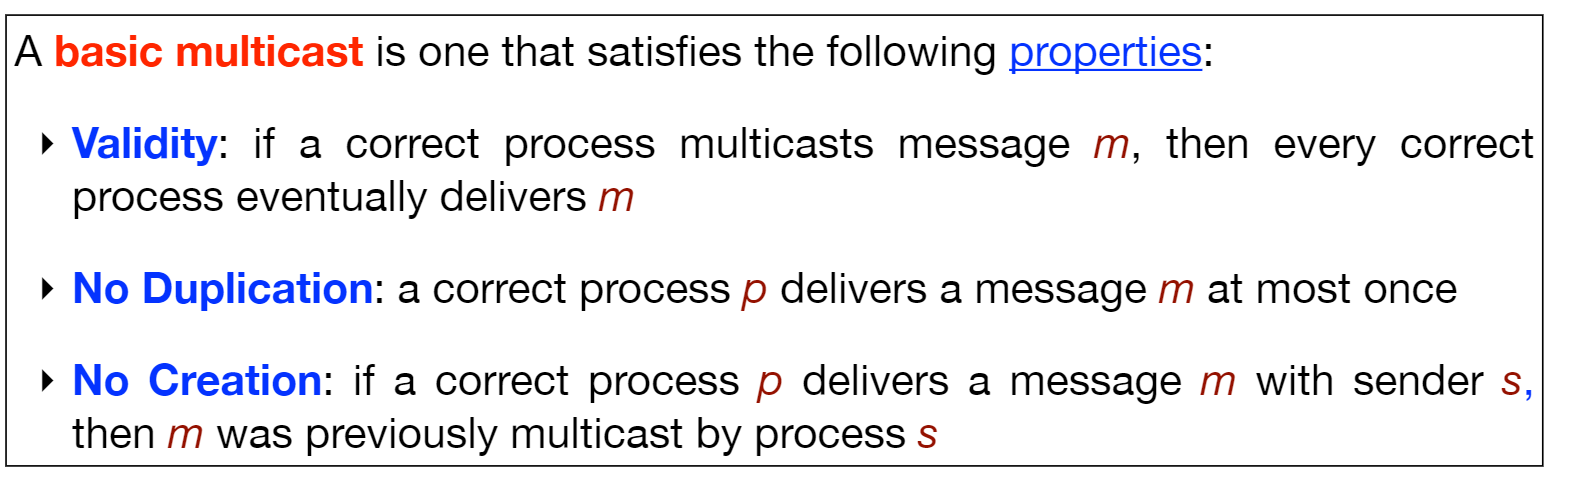 A basic multicast is one that satisfies the following properties:
‣ Validity: if a correct process multicasts message m, then every correct
process eventually delivers m
‣ No Duplication: a correct process p delivers a message m at most once
‣ No Creation: if a correct process p delivers a message m with sender s,
then m was previously multicast by process s